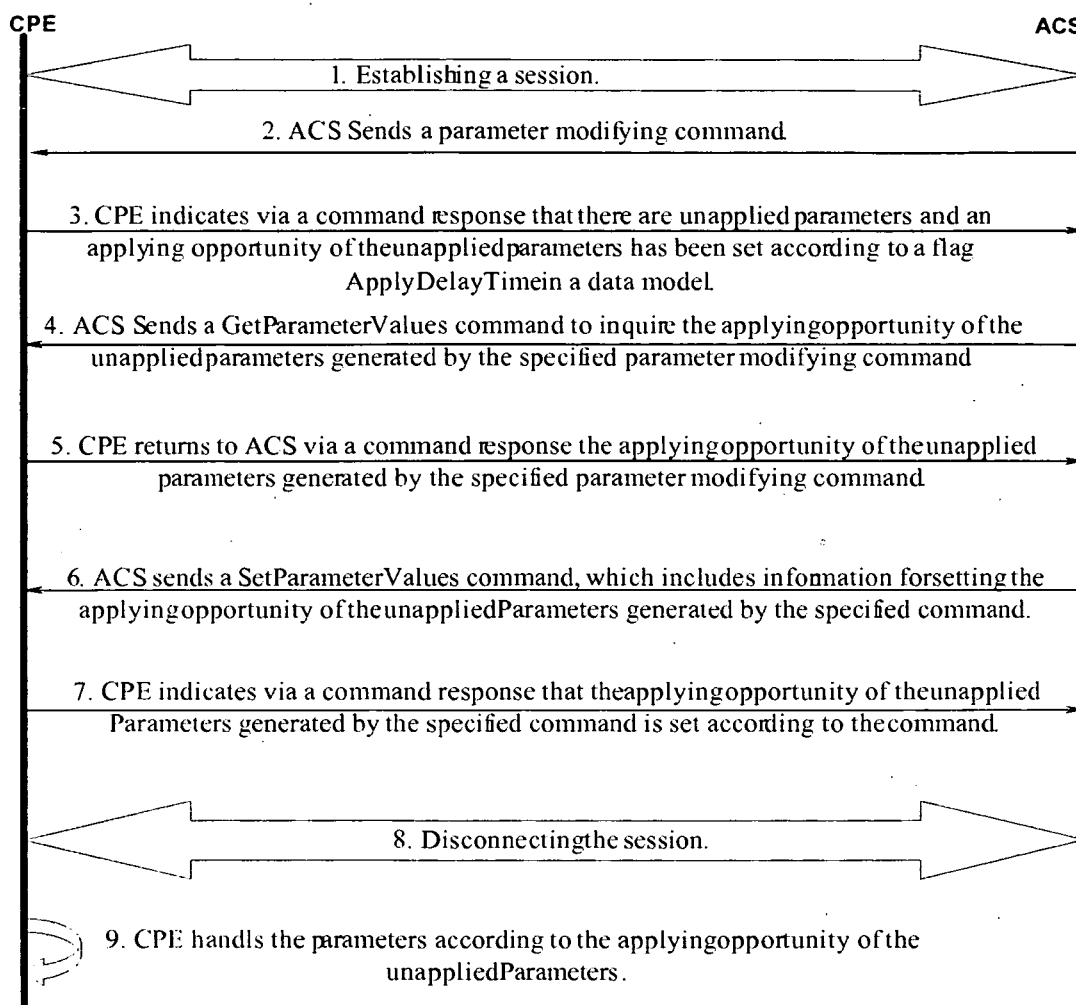 CPE
ACS
1. Establishing a session.
2. ACS Sends a parameter modifying command.
3. CPE indicates via a command response that there are unapplied parameters and an
applying opportunity of theunappliedparameters has been set according to a flag
ApplyDelayTimein a data model.
4. ACS Sends a GetParameterValues command to inquire the applyingopportunity of the
unappliedparameters generated by the specified parameter modifying command
5. CPE returns to ACS via a command response the applyingopportunity of theunapplied
parameters generated by the specified parameter modifying command.
6. ACS sends a SetParameterValues command, which includes information forsetting the
applyingopportunity of theunappliedParameters generated by the specified command.
7. CPE indicates via a command response that theapplyingopportunity of theunapplied
Parameters generated by the specified command is set according to thecommand.
8. Disconnectingthe session.
9. CPE handls the parameters according to the applyingopportunity of the
unappliedParameters.